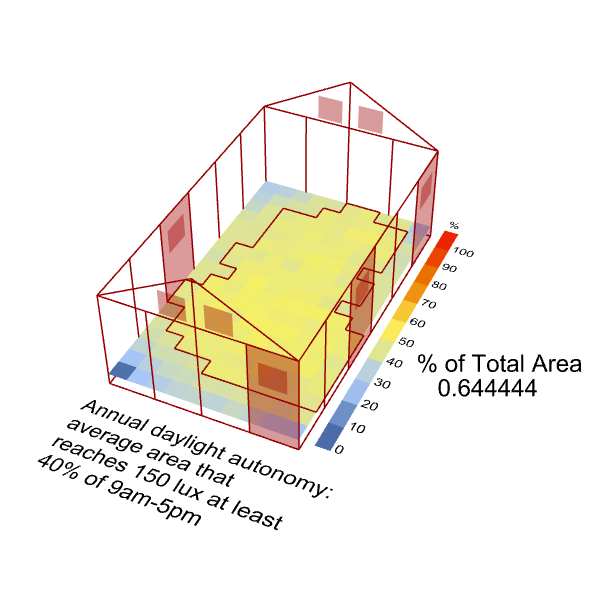 %
100
90
80
70
60
50
40
30
20
10
0
% of Total Area
0.644444
Annual daylight autonomy:
average area that
reaches 150 lux at least
40% of 9am-5pm